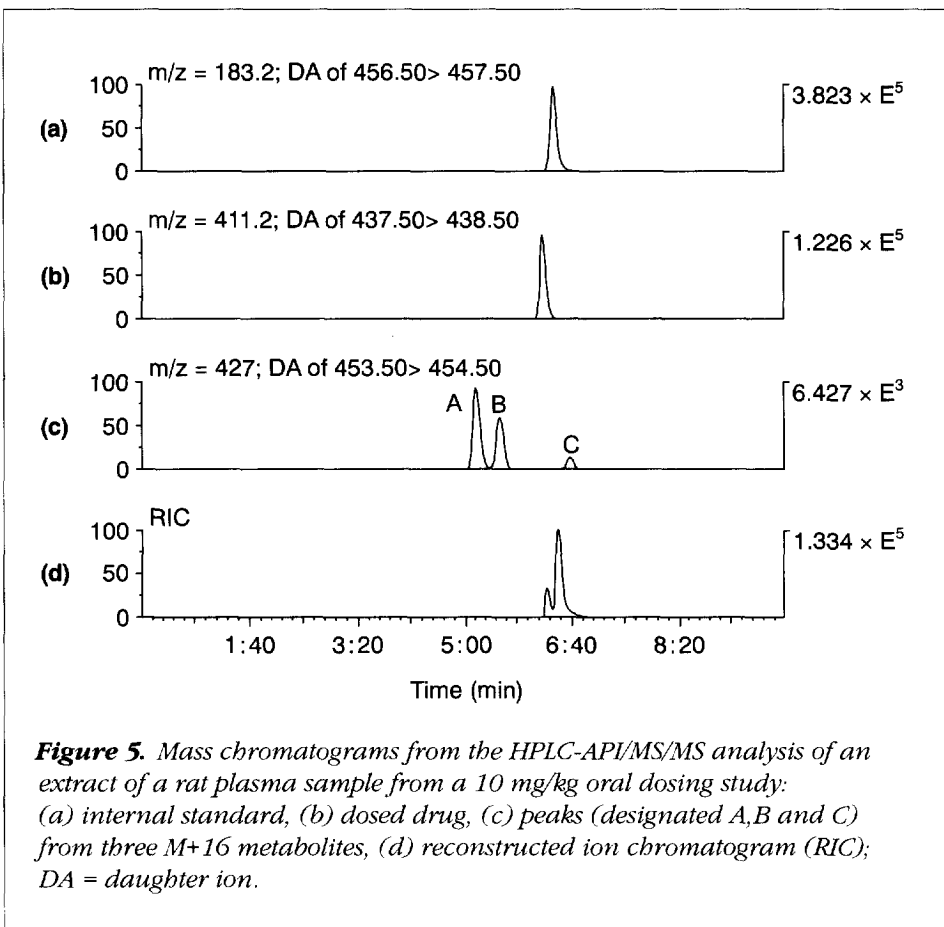 m/z = 183.2; DA of 456.50> 457.50
100
50
0
(a)
3.823 × E⁵
m/z = 411.2; DA of 437.50> 438.50
100
50
0
(b)
1.226 × E⁵
m/z = 427; DA of 453.50> 454.50
100
50
0
(c)
A
B
C
6.427 × E³
RIC
100
50
0
(d)
1.334 × E⁵
1:40 3:20 5:00 6:40 8:20
Time (min)
Figure 5. Mass chromatograms from the HPLC-API/MS/MS analysis of an
extract of a rat plasma sample from a 10 mg/kg oral dosing study:
(a) internal standard, (b) dosed drug, (c) peaks (designated A,B and C)
from three M+16 metabolites, (d) reconstructed ion chromatogram (RIC);
DA = daughter ion.